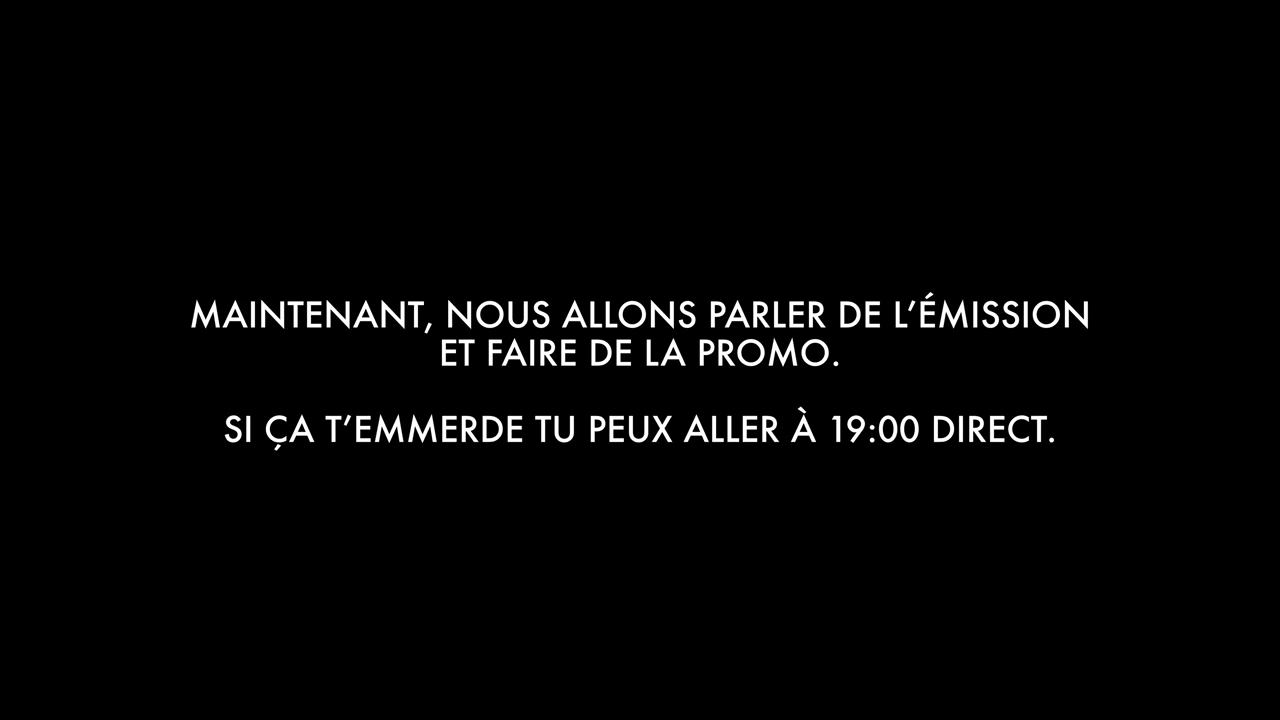 MAINTENANT, NOUS ALLONS PARLER DE L’ÉMISSION
ET FAIRE DE LA PROMO.
SI ÇA T’EMMERDE TU PEUX ALLER À 19:00 DIRECT.